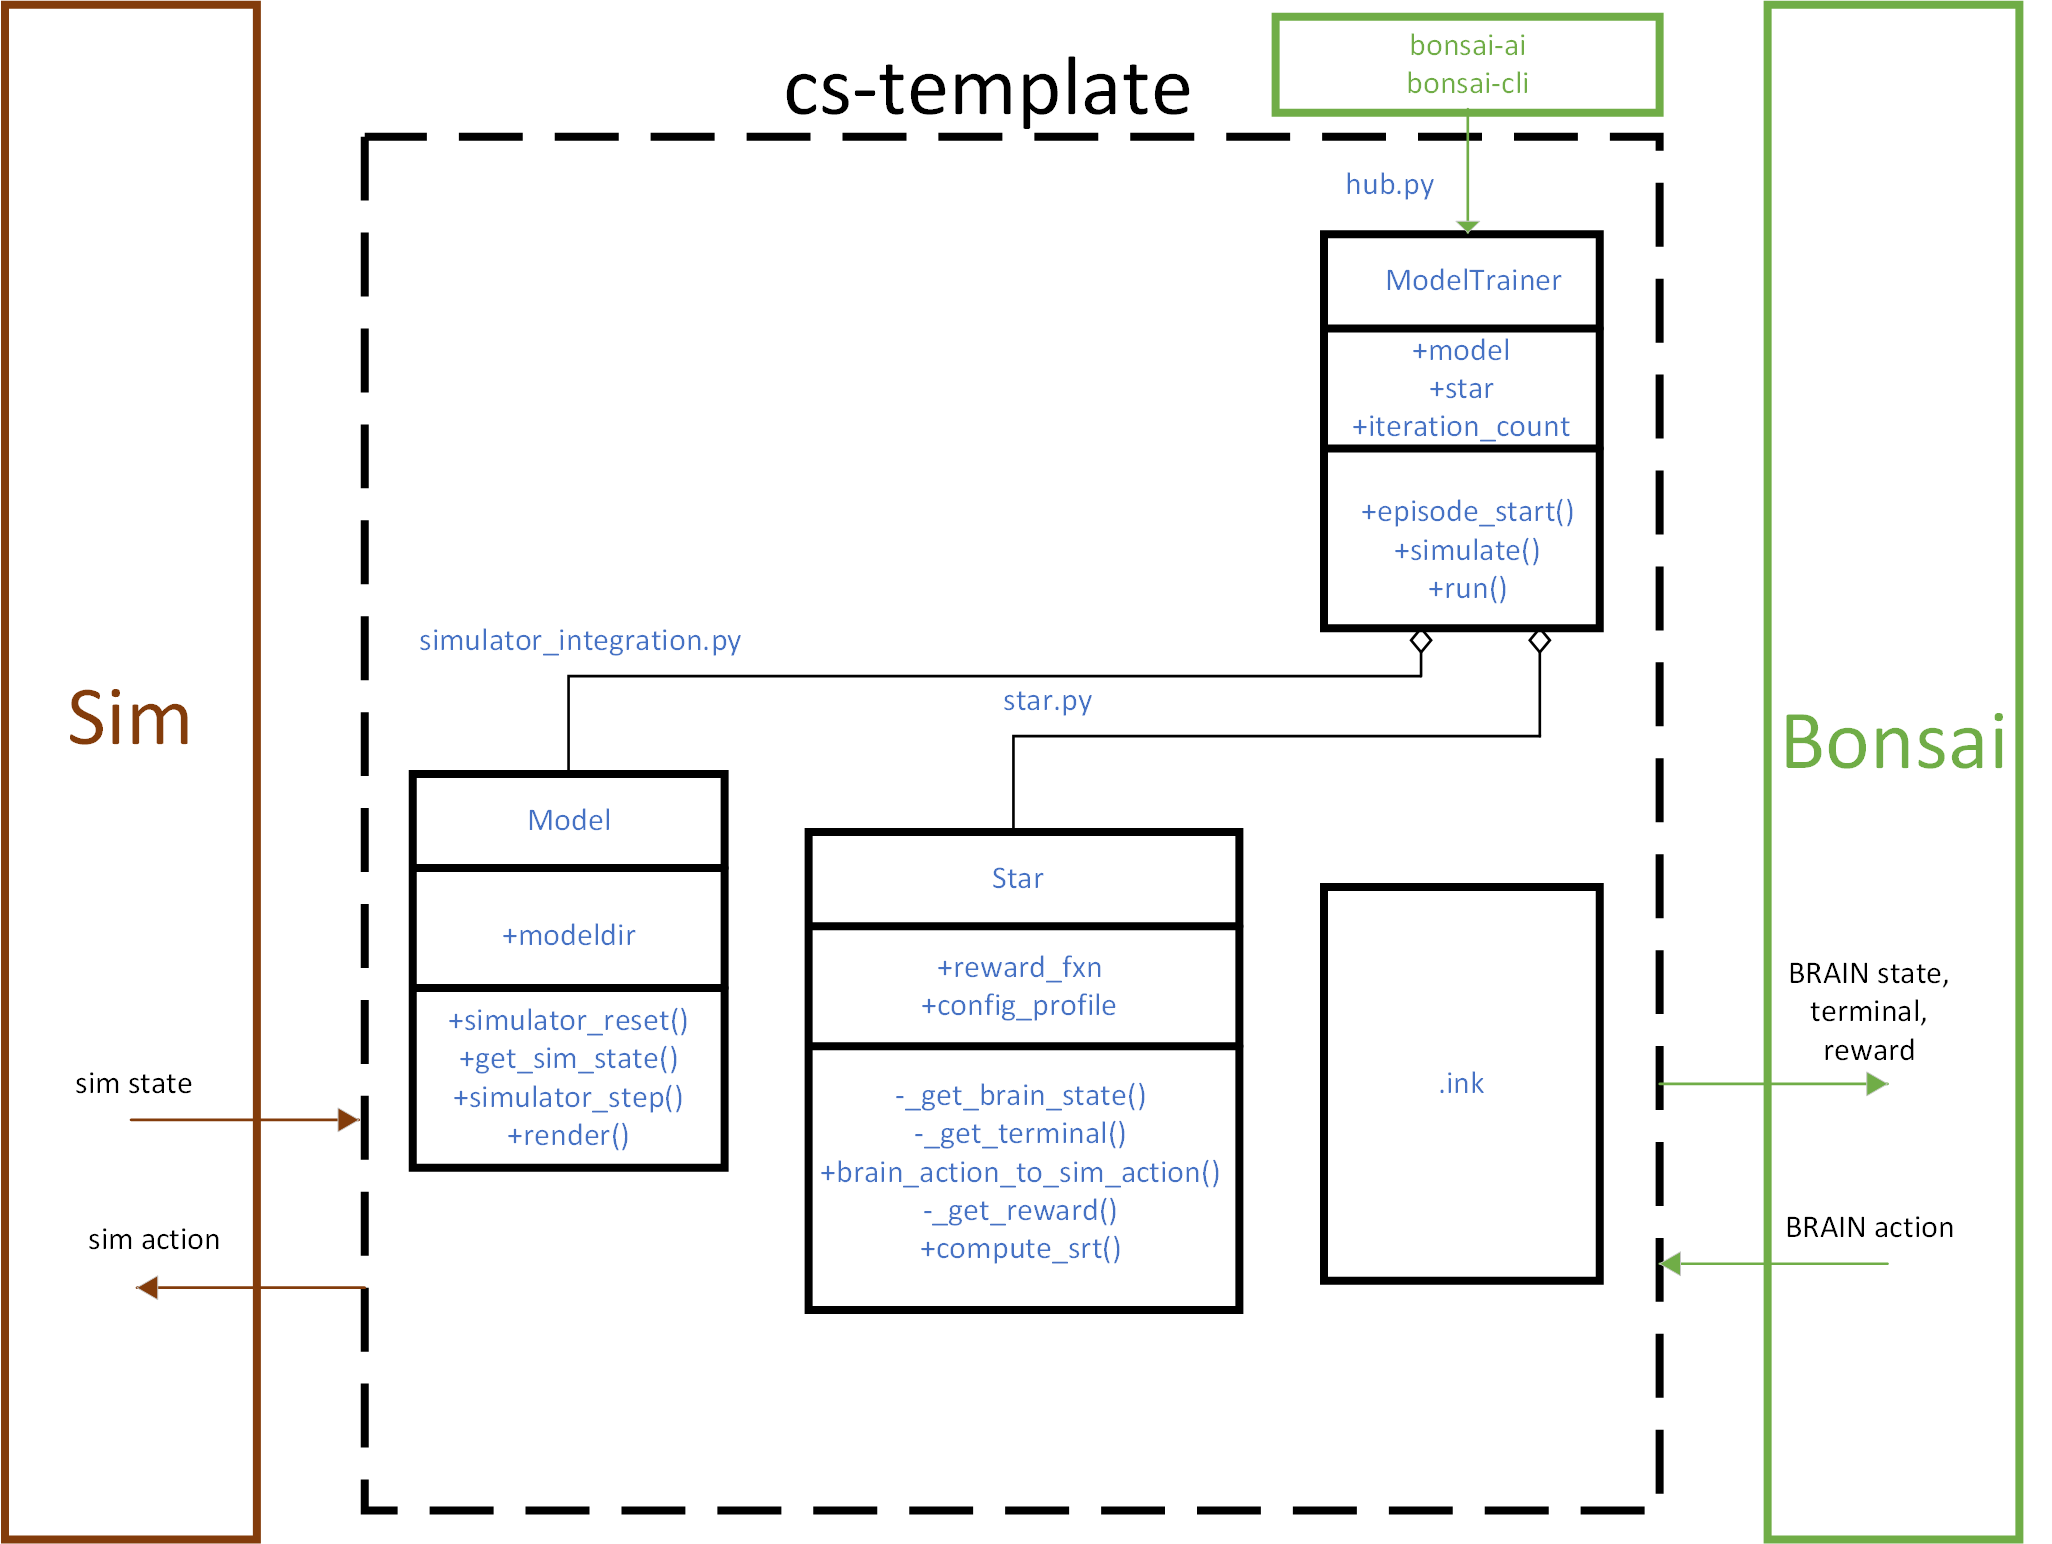 bonsai-ai
bonsai-cli
cs-template
hub.py
ModelTrainer
+model
+star
+iteration_count
+episode_start()
+simulate()
+run()
simulator_integration.py
star.py
Sim
Bonsai
Model
+modeldir
+simulator_reset()
+get_sim_state()
+simulator_step()
+render()
Star
+reward_fxn
+config_profile
-_get_brain_state()
-_get_terminal()
+brain_action_to_sim_action()
-_get_reward()
+compute_srt()
.ink
sim state
sim action
BRAIN state,
terminal,
reward
BRAIN action